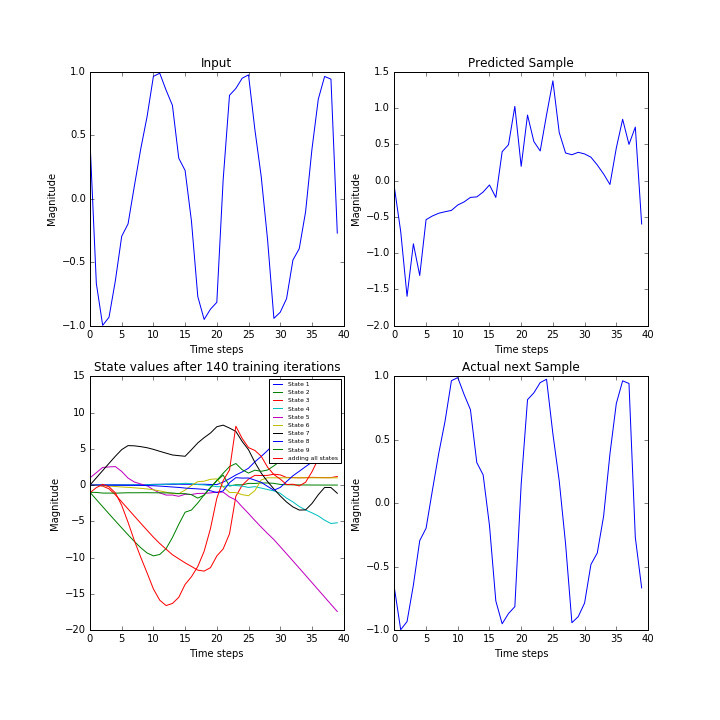 Input
1.0
0.5
0.0
−0.5
−1.0
Magnitude
0 5 10 15 20 25 30 35 40
Time steps
Predicted Sample
1.5
1.0
0.5
0.0
−0.5
−1.0
−1.5
−2.0
Magnitude
0 5 10 15 20 25 30 35 40
Time steps
State values after 140 training iterations
15
10
5
0
−5
−10
−15
−20
Magnitude
0 5 10 15 20 25 30 35 40
Time steps
State 1
State 2
State 3
State 4
State 5
State 6
State 7
State 8
State 9
adding all states
Actual next Sample
1.0
0.5
0.0
−0.5
−1.0
Magnitude
0 5 10 15 20 25 30 35 40
Time steps